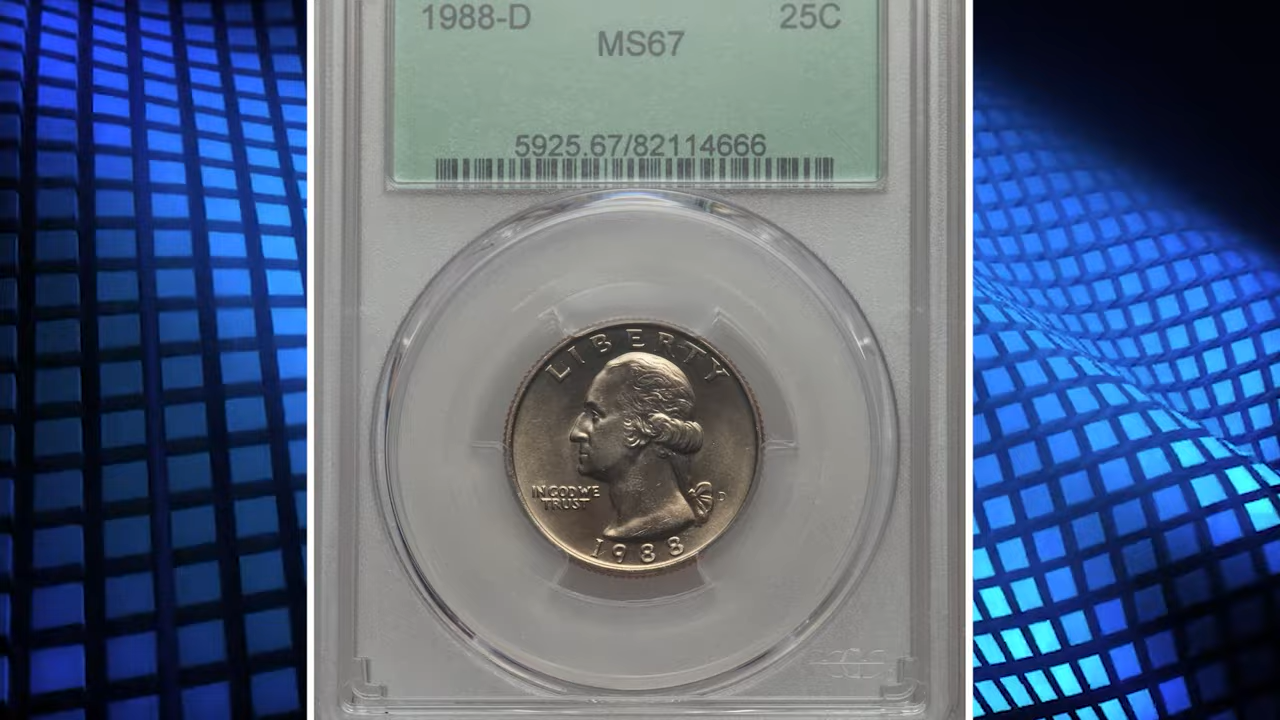 1988-D 25C
MS67
5925.67/82114666
LIBERTY
IN GOD WE
TRUST
D
1988